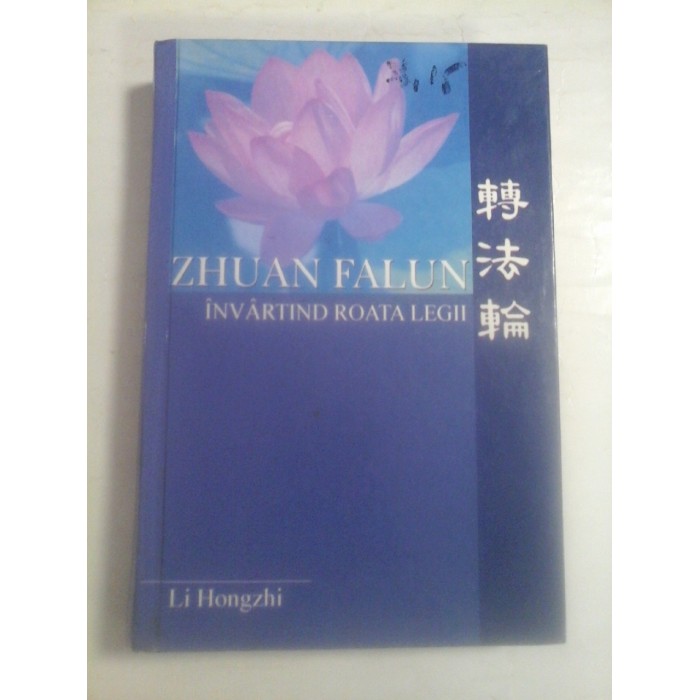 ZHUAN FALUN
ÎNVÂRTIND ROATA LEGII
轉法輪
Li Hongzhi